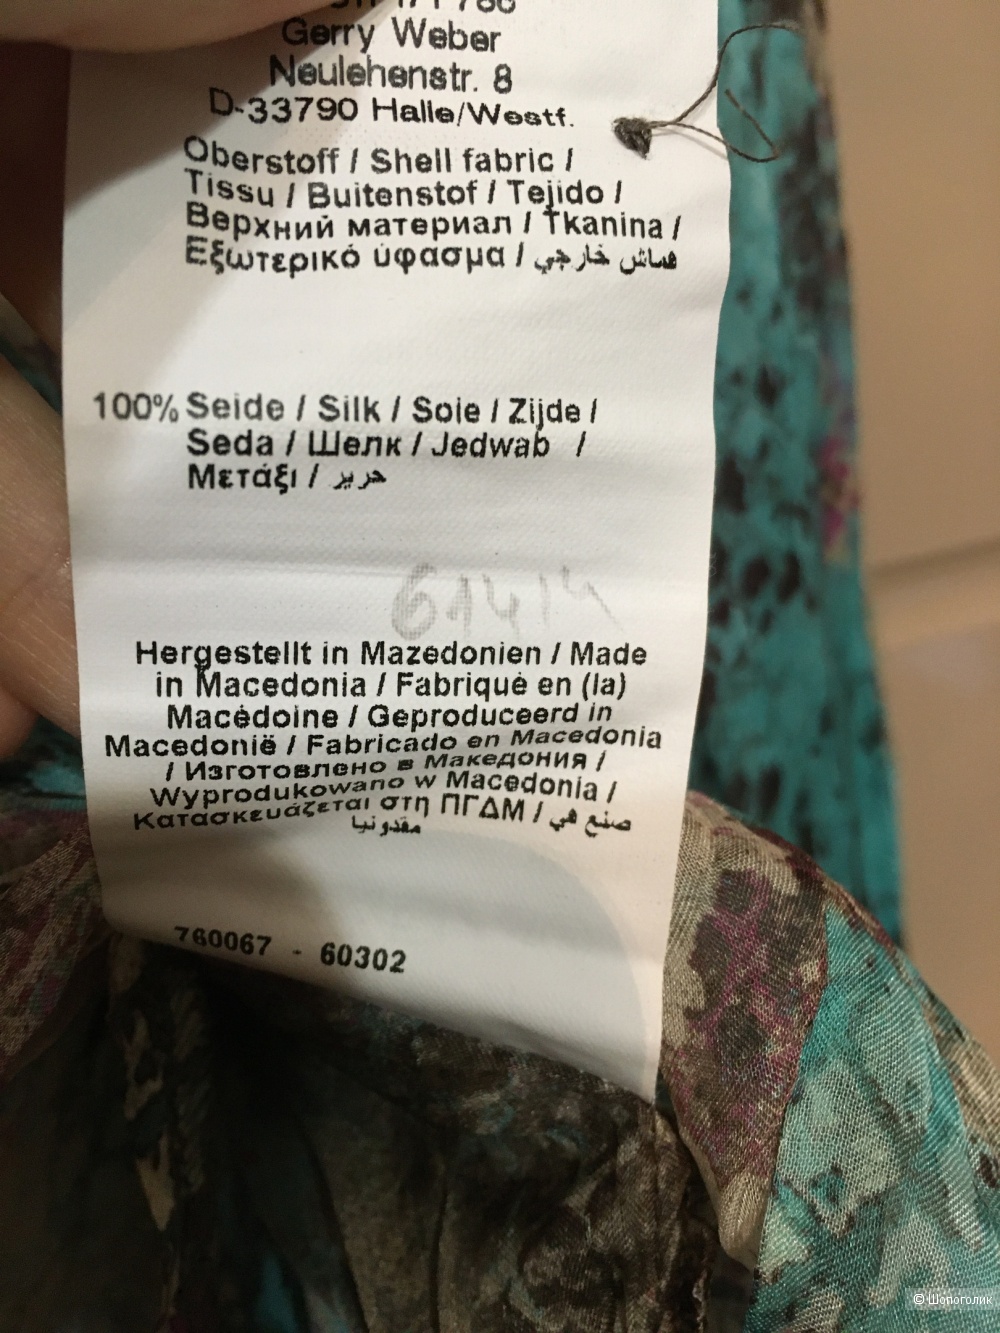 Gerry Weber
Neulehenstr. 8
D-33790 Halle/Westf.
Oberstoff / Shell fabric /
Tissu / Buitenstof / Tejido /
Верхний материал / Tkanina /
Εξωτερικό ύφασμα / قماش خارجي
100% Seide / Silk / Soie / Zijde /
Seda / Шелк / Jedwab /
Μετάξι / حرير
Hergestellt in Mazedonien / Made
in Macedonia / Fabriqué en (la)
Macédoine / Geproduceerd in
Macedonië / Fabricado en Macedonia
/ Изготовлено в Македония /
Wyprodukowano w Macedonia /
Κατασκευάζεται στη ΠΓΔΜ / صنع في
مقدونيا
760067 - 60302
© Шопоголик